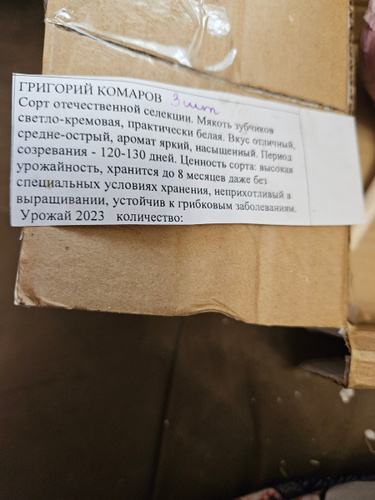 ГРИГОРИЙ КОМАРОВ 3 шт
Сорт отечественной селекции. Мякоть зубчиков
светло-кремовая, практически белая. Вкус отличный,
средне-острый, аромат яркий, насыщенный. Период
созревания - 120-130 дней. Ценность сорта: высокая
урожайность, хранится до 8 месяцев даже без
специальных условиях хранения, неприхотливый в
выращивании, устойчив к грибковым заболеваниям.
Урожай 2023 количество: